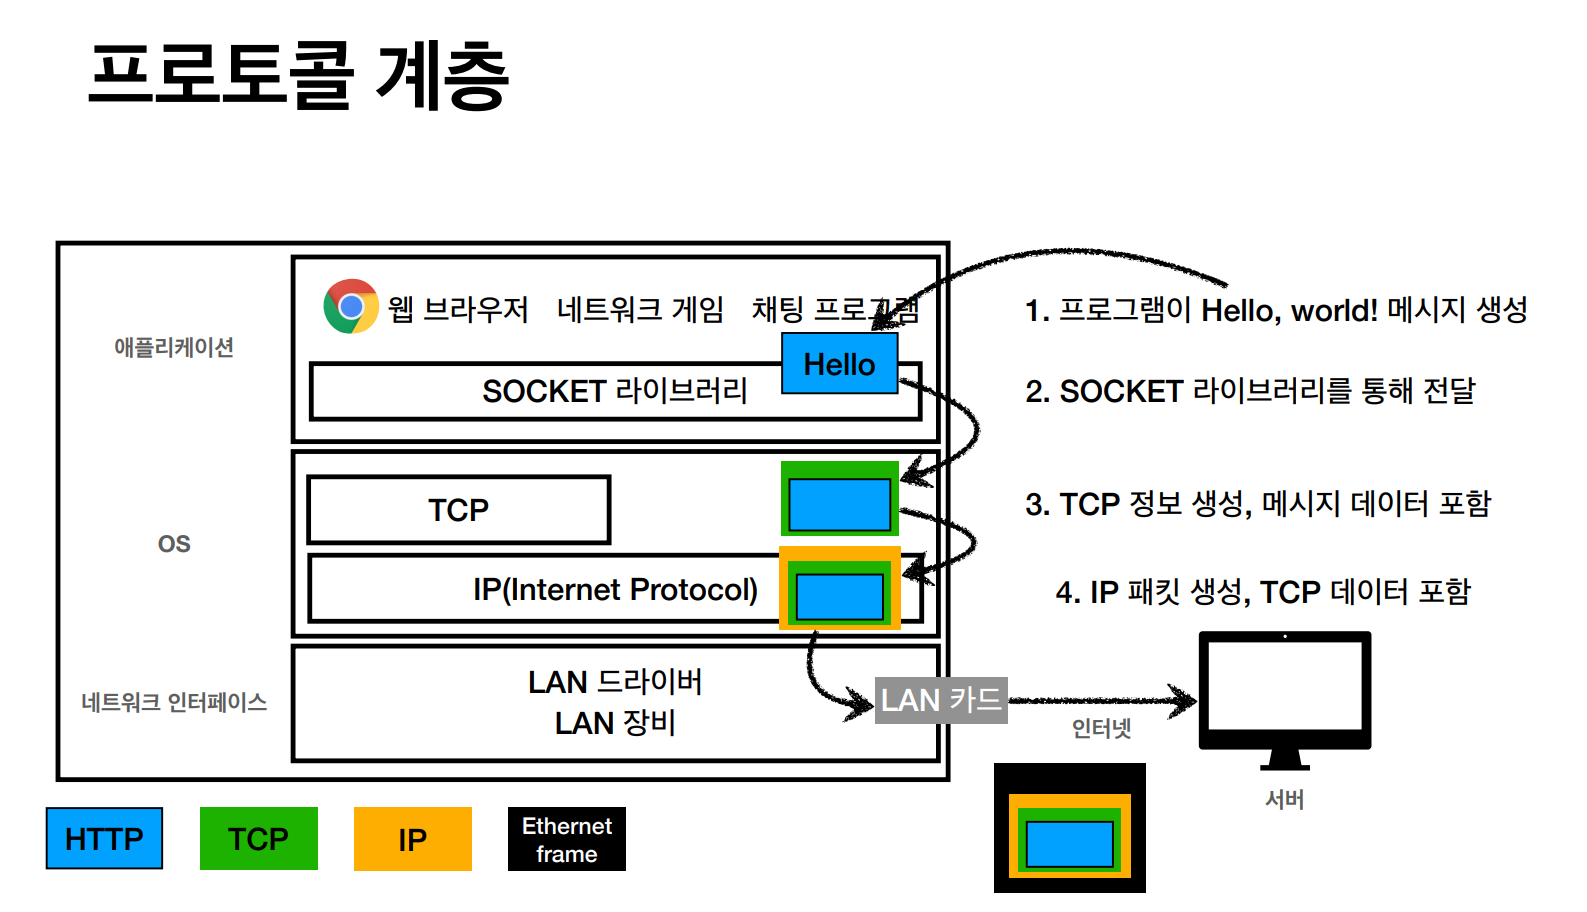 프로토콜 계층
애플리케이션
웹 브라우저 네트워크 게임 채팅 프로그램
Hello
SOCKET 라이브러리
1. 프로그램이 Hello, world! 메시지 생성
2. SOCKET 라이브러리를 통해 전달
OS
TCP
IP(Internet Protocol)
3. TCP 정보 생성, 메시지 데이터 포함
4. IP 패킷 생성, TCP 데이터 포함
네트워크 인터페이스
LAN 드라이버
LAN 장비
LAN 카드
인터넷
서버
HTTP
TCP
IP
Ethernet
frame